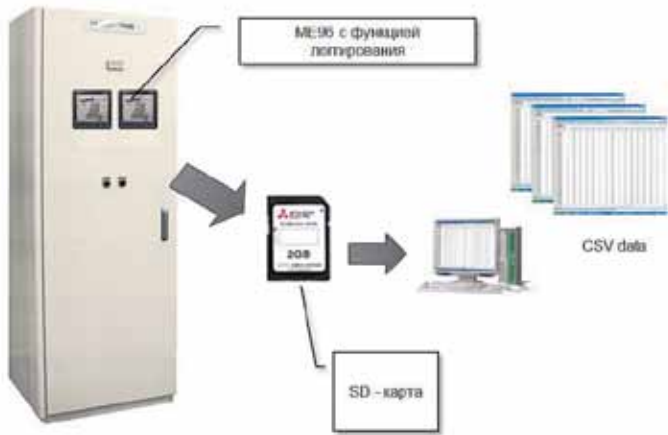 ME96 с функцией
логгирования
2GB
CSV data
SD - карта